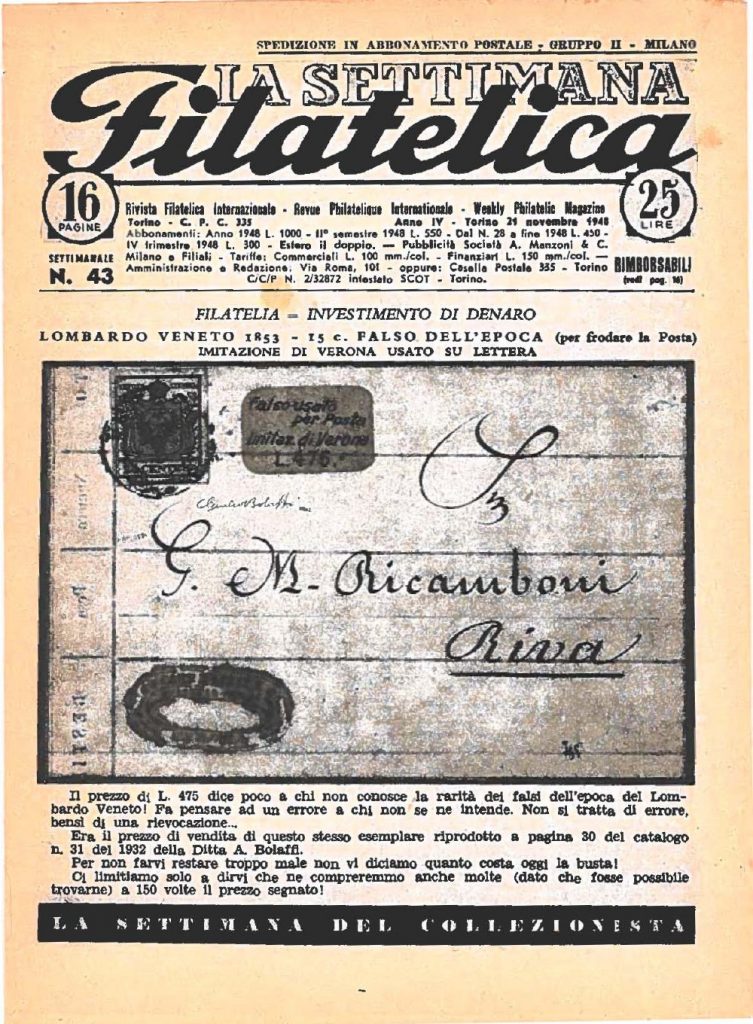 SPEDIZIONE IN ABBONAMENTO POSTALE - GRUPPO II - MILANO
LA SETTIMANA
Filatelica
16
PAGINE
25
LIRE
Rivista Filatelica Internazionale - Revue Philatelique Internationale - Weekly Philatelic Magazine
Torino - C. P. C. 335 Anno IV - Torino 21 novembre 1948
Abbonamenti: Anno 1948 L. 1000 - IIº semestre 1948 L. 550 - Dal N. 28 a fine 1948 L. 450 -
IV trimestre 1948 L. 300 - Estero il doppio. — Pubblicità Società A. Manzoni & C.
Milano e Filiali - Tariffe: Commerciali L. 100 mm./col. - Finanziari L. 150 mm./col. —
Amministrazione e Redazione: Via Roma, 101 - oppure: Casella Postale 335 - Torino
C/C/P N. 2/32872 intestato SCOT - Torino.
SETTIMANALE
N. 43
RIMBORSABILI
(vedi pag. 16)
FILATELIA = INVESTIMENTO DI DENARO
LOMBARDO VENETO 1853 - 15 c. FALSO DELL'EPOCA (per frodare la Posta)
IMITAZIONE DI VERONA USATO SU LETTERA
Falso usato
per Posta
imitaz. di Verona
L. 475.
G. M. Ricamboni
Riva
Il prezzo di L. 475 dice poco a chi non conosce la rarità dei falsi dell'epoca del Lom-
bardo Veneto! Fa pensare ad un errore a chi non se ne intende. Non si tratta di errore,
bensì di una rievocazione...
Era il prezzo di vendita di questo stesso esemplare riprodotto a pagina 30 del catalogo
n. 31 del 1932 della Ditta A. Bolaffi.
Per non farvi restare troppo male non vi diciamo quanto costa oggi la busta!
Ci limitiamo solo a dirvi che ne compreremmo anche molte (dato che fosse possibile
trovarne) a 150 volte il prezzo segnato!
LA SETTIMANA DEL COLLEZIONISTA